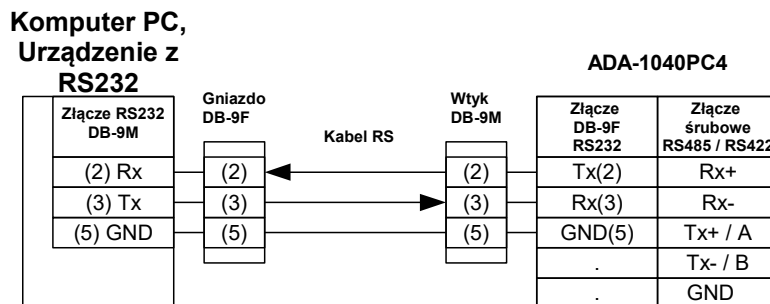 Komputer PC,
Urządzenie z
RS232
ADA-1040PC4
Złącze RS232
DB-9M
Gniazdo
DB-9F
Kabel RS
Wtyk
DB-9M
Złącze
DB-9F
RS232
Złącze
śrubowe
RS485 / RS422
(2) Rx
(2)
(2)
Tx(2)
Rx+
(3) Tx
(3)
(3)
Rx(3)
Rx-
(5) GND
(5)
(5)
GND(5)
Tx+ / A
.
Tx- / B
.
GND